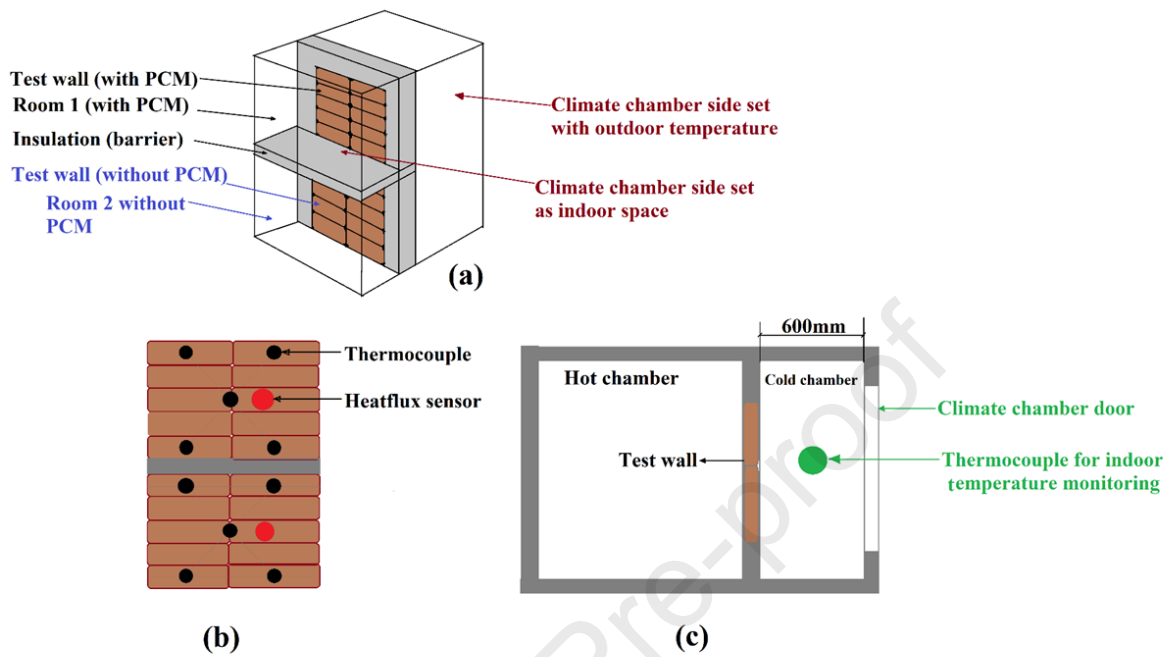 Test wall (with PCM)
Room 1 (with PCM)
Insulation (barrier)
Test wall (without PCM)
Room 2 without
PCM
Climate chamber side set
with outdoor temperature
Climate chamber side set
as indoor space
(a)
Thermocouple
Heatflux sensor
(b)
600mm
Hot chamber
Cold chamber
Test wall
Climate chamber door
Thermocouple for indoor
temperature monitoring
(c)
Pre-proof